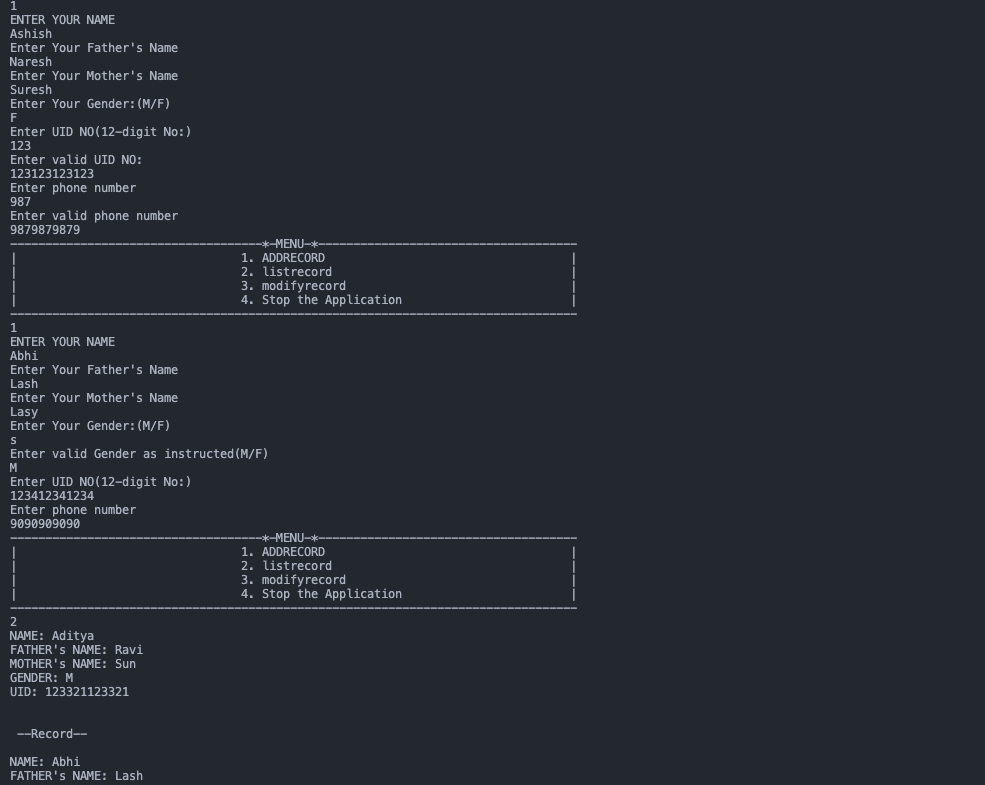 1
ENTER YOUR NAME
Ashish
Enter Your Father's Name
Naresh
Enter Your Mother's Name
Suresh
Enter Your Gender:(M/F)
F
Enter UID NO(12-digit No:)
123
Enter valid UID NO:
123123123123
Enter phone number
987
Enter valid phone number
9879879879
------------------------------------*-MENU-*-------------------------------------
|                                1. ADDRECORD                                   |
|                                2. listrecord                                  |
|                                3. modifyrecord                                |
|                                4. Stop the Application                        |
---------------------------------------------------------------------------------
1
ENTER YOUR NAME
Abhi
Enter Your Father's Name
Lash
Enter Your Mother's Name
Lasy
Enter Your Gender:(M/F)
s
Enter valid Gender as instructed(M/F)
M
Enter UID NO(12-digit No:)
123412341234
Enter phone number
9090909090
------------------------------------*-MENU-*-------------------------------------
|                                1. ADDRECORD                                   |
|                                2. listrecord                                  |
|                                3. modifyrecord                                |
|                                4. Stop the Application                        |
---------------------------------------------------------------------------------
2
NAME: Aditya
FATHER's NAME: Ravi
MOTHER's NAME: Sun
GENDER: M
UID: 123321123321
--Record--
NAME: Abhi
FATHER's NAME: Lash